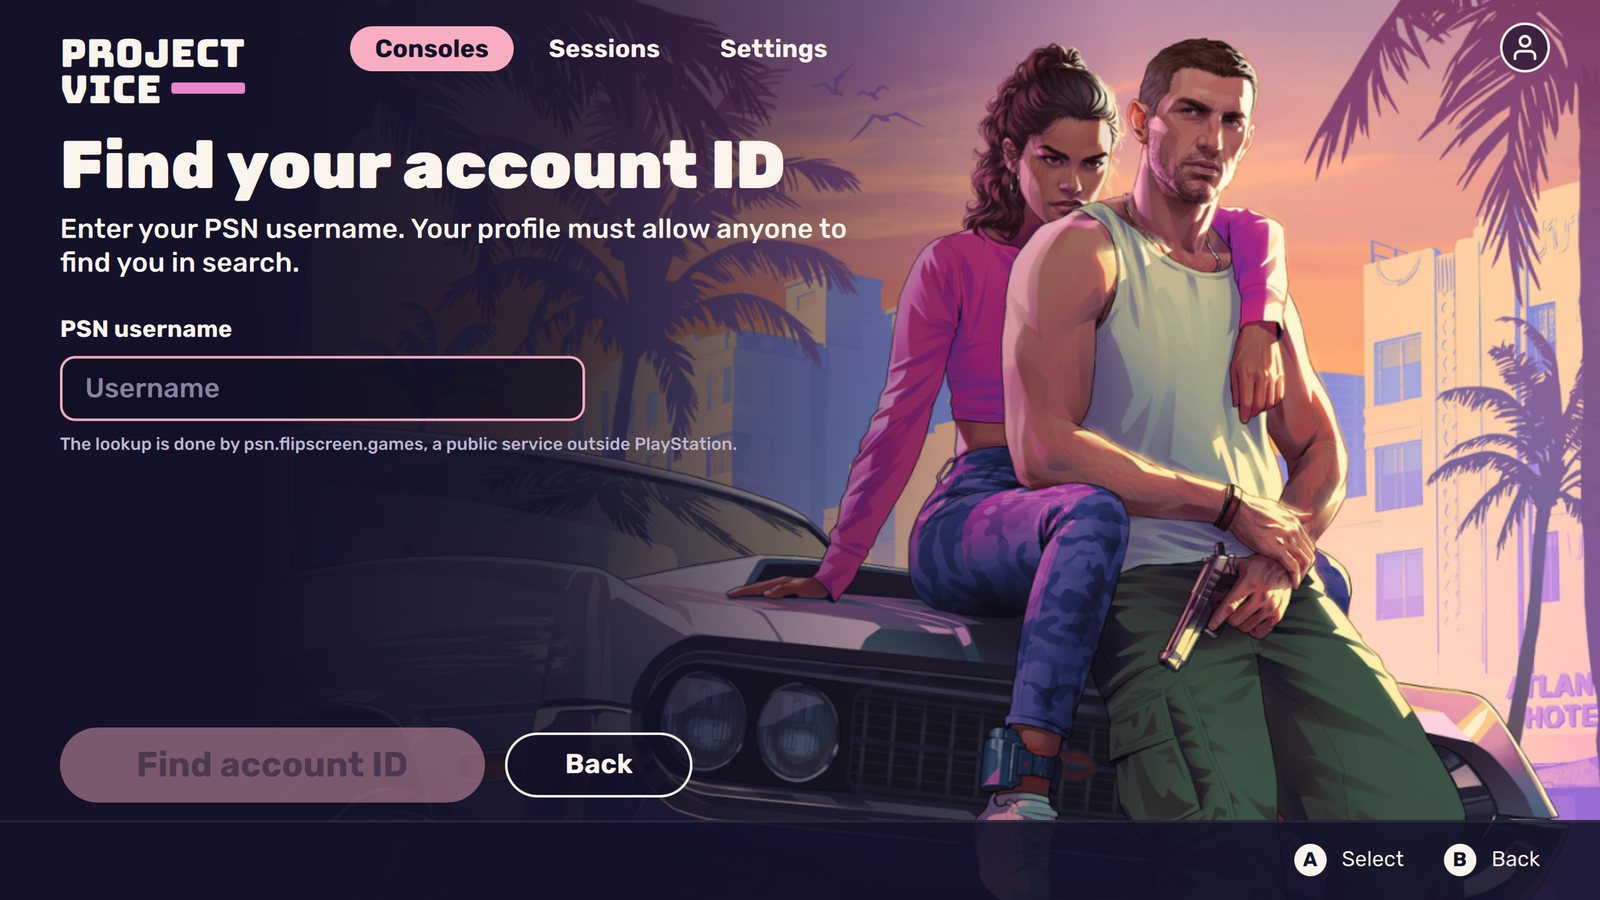 PROJECT
VICE
Consoles
Sessions
Settings
Find your account ID
Enter your PSN username. Your profile must allow anyone to
find you in search.
PSN username
Username
The lookup is done by psn.flipscreen.games, a public service outside PlayStation.
TLAN
HOTE
Find account ID
Back
A Select
B Back